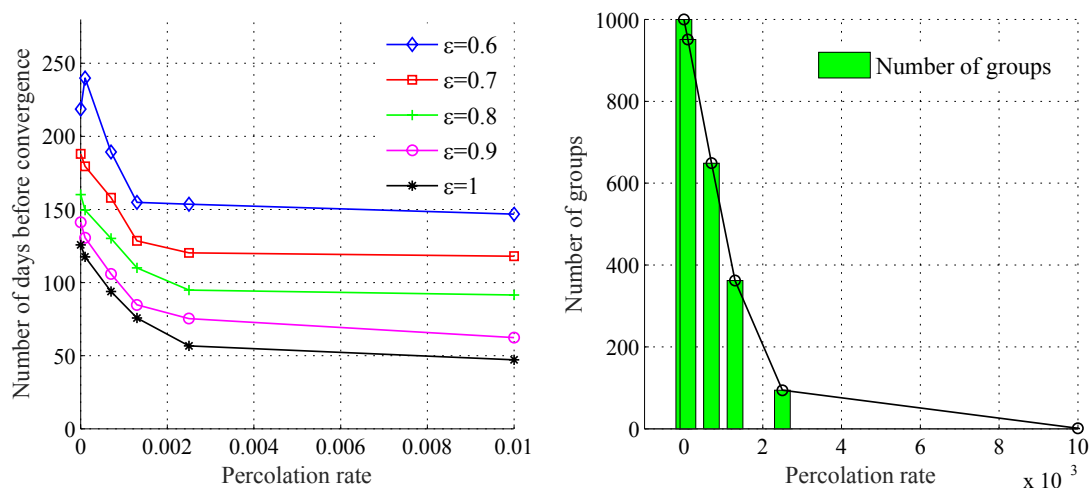 Number of days before convergence
250
200
150
100
50
0
0
0.002
0.004
0.006
0.008
0.01
Percolation rate
ε=0.6
ε=0.7
ε=0.8
ε=0.9
ε=1
Number of groups
1000
800
600
400
200
0
0
2
4
6
8
10
Percolation rate
x 10 3
Number of groups